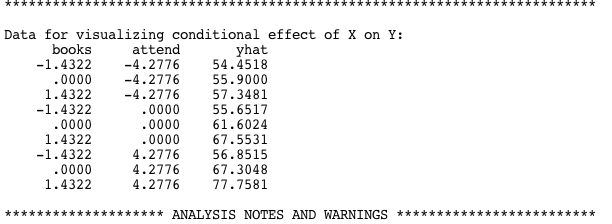 **************************************************************************
Data for visualizing conditional effect of X on Y:
      books     attend       yhat
    -1.4322    -4.2776    54.4518
      .0000    -4.2776    55.9000
     1.4322    -4.2776    57.3481
    -1.4322      .0000    55.6517
      .0000      .0000    61.6024
     1.4322      .0000    67.5531
    -1.4322     4.2776    56.8515
      .0000     4.2776    67.3048
     1.4322     4.2776    77.7581
******************** ANALYSIS NOTES AND WARNINGS *************************